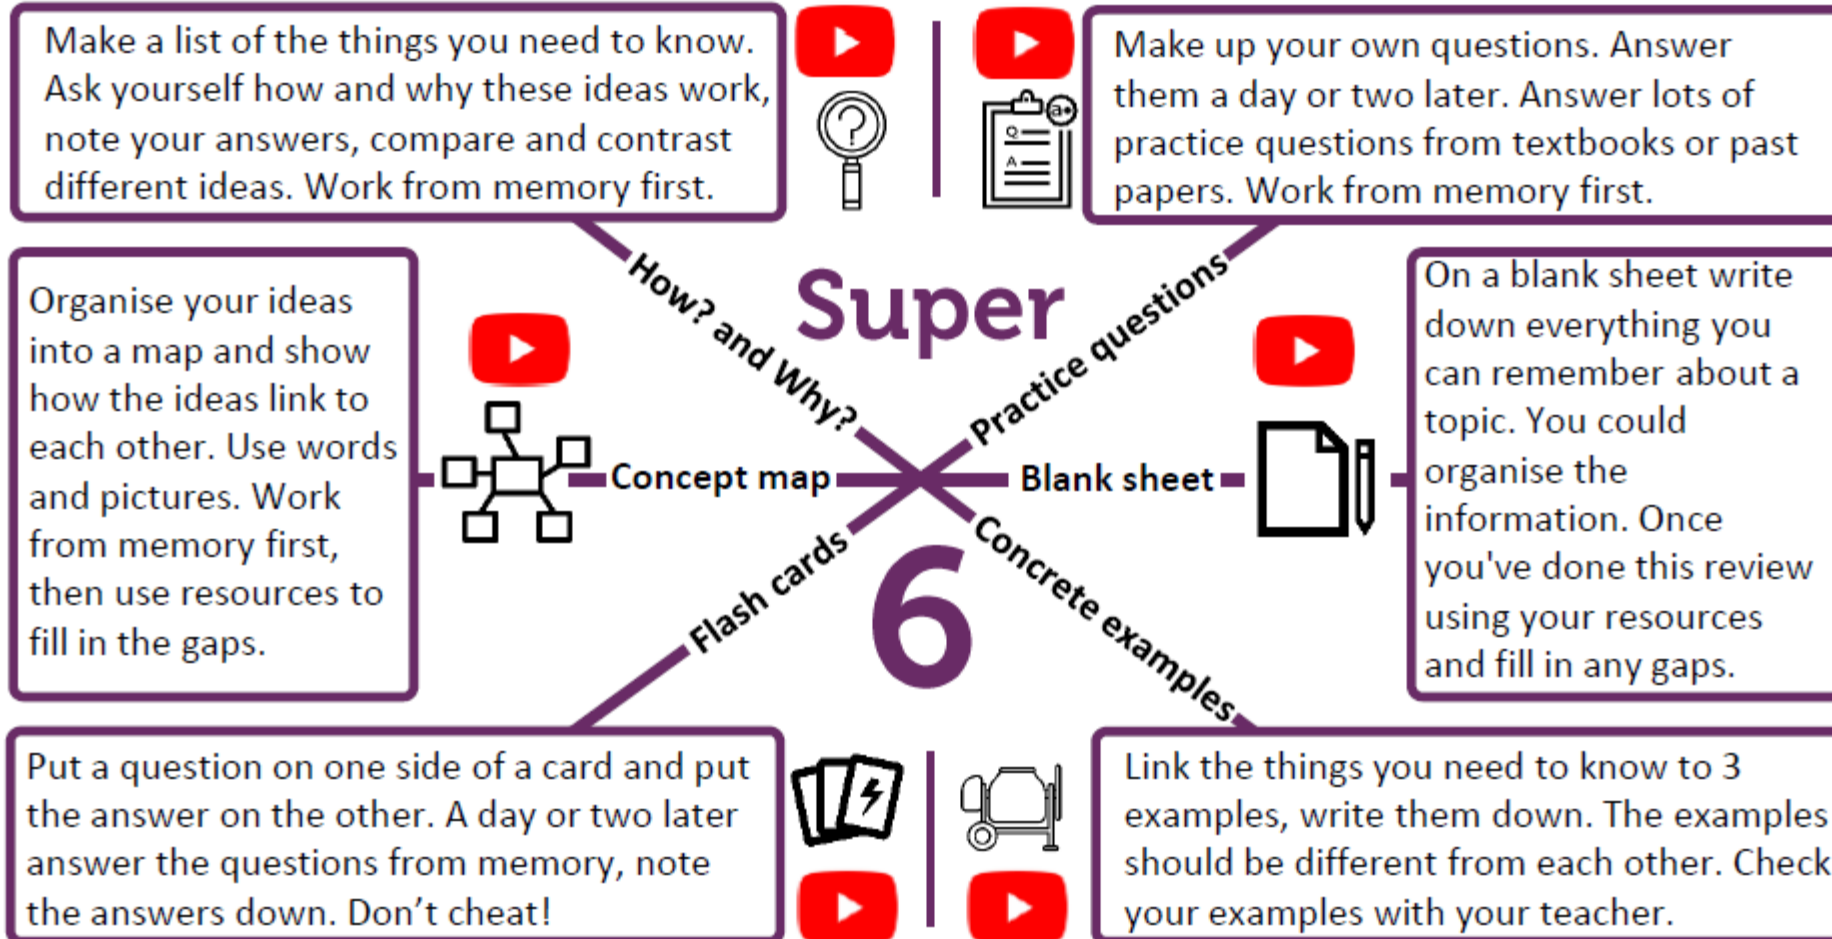 Make a list of the things you need to know.
Ask yourself how and why these ideas work,
note your answers, compare and contrast
different ideas. Work from memory first.
Make up your own questions. Answer
them a day or two later. Answer lots of
practice questions from textbooks or past
papers. Work from memory first.
Q
A
a+
Super
6
How? and Why?
Practice questions
Organise your ideas
into a map and show
how the ideas link to
each other. Use words
and pictures. Work
from memory first,
then use resources to
fill in the gaps.
Concept map
Blank sheet
On a blank sheet write
down everything you
can remember about a
topic. You could
organise the
information. Once
you've done this review
using your resources
and fill in any gaps.
Flash cards
Concrete examples
Put a question on one side of a card and put
the answer on the other. A day or two later
answer the questions from memory, note
the answers down. Don’t cheat!
Link the things you need to know to 3
examples, write them down. The examples
should be different from each other. Check
your examples with your teacher.